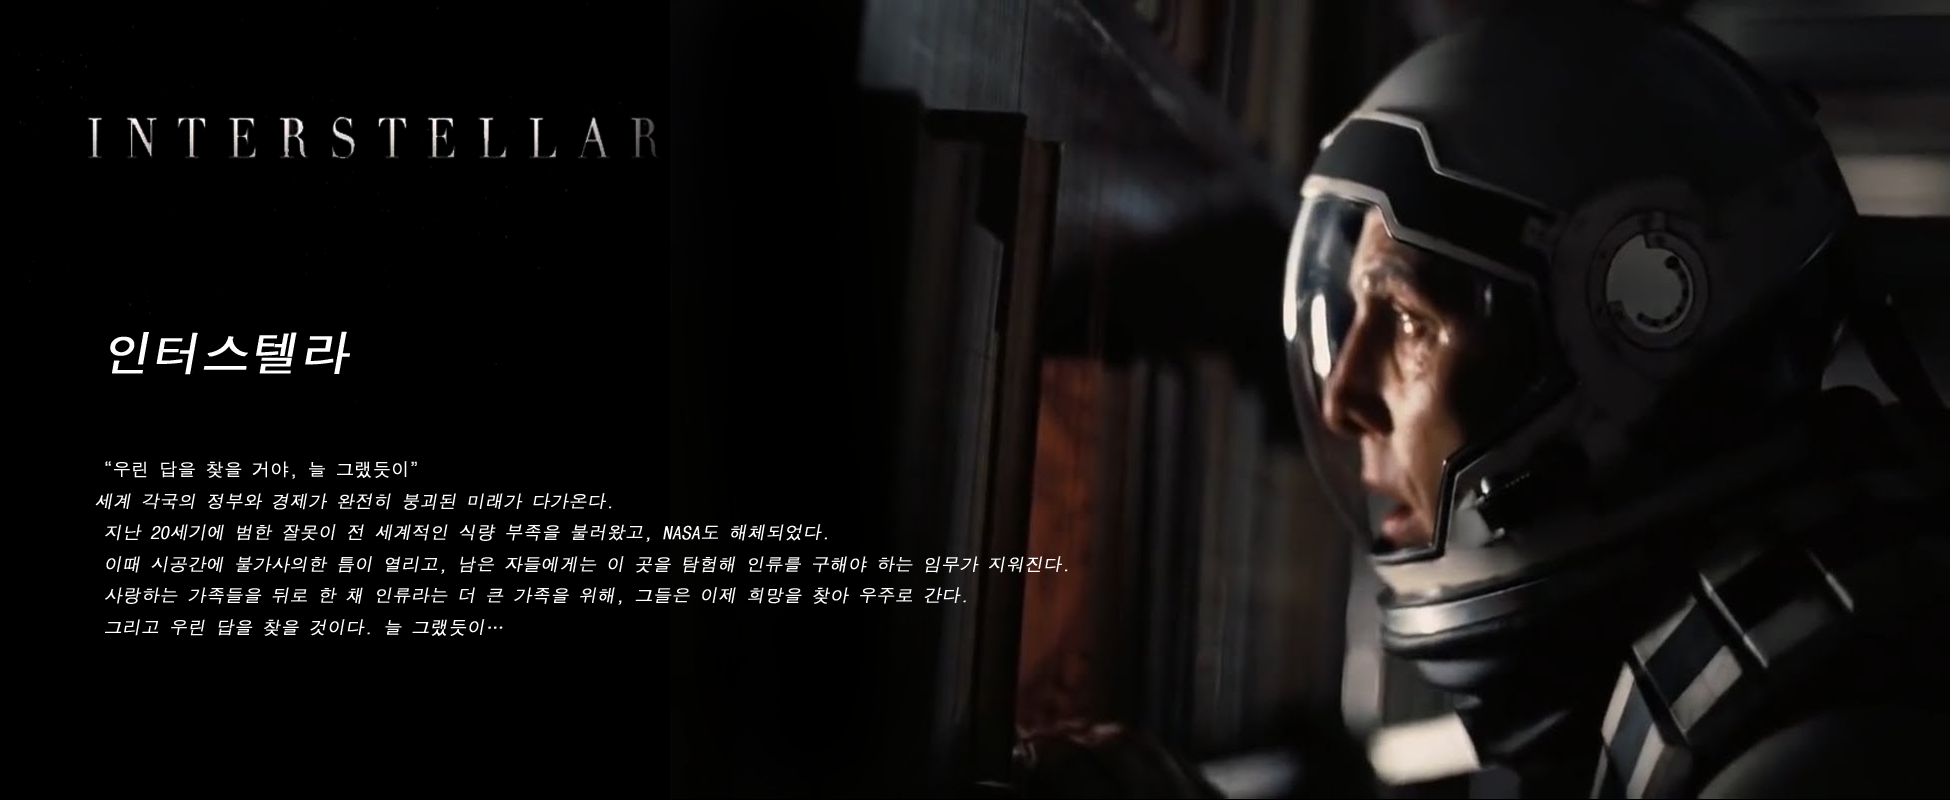 INTERSTELLAR
인터스텔라
“우린 답을 찾을 거야, 늘 그랬듯이”
세계 각국의 정부와 경제가 완전히 붕괴된 미래가 다가온다.
지난 20세기에 범한 잘못이 전 세계적인 식량 부족을 불러왔고, NASA도 해체되었다.
이때 시공간에 불가사의한 틈이 열리고, 남은 자들에게는 이 곳을 탐험해 인류를 구해야 하는 임무가 지워진다.
사랑하는 가족들을 뒤로 한 채 인류라는 더 큰 가족을 위해, 그들은 이제 희망을 찾아 우주로 간다.
그리고 우린 답을 찾을 것이다. 늘 그랬듯이…